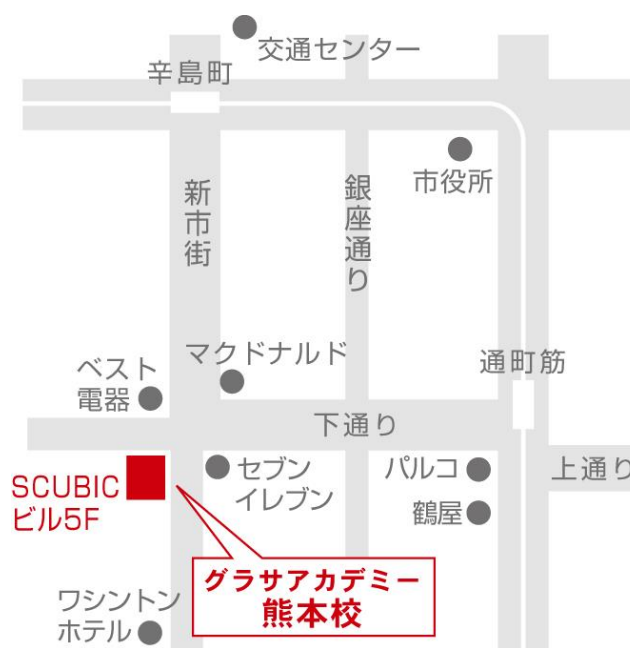 交通センター
辛島町
市役所
新市街
銀座通り
マクドナルド
通町筋
ベスト
電器
下通り
セブン
イレブン
パルコ
上通り
鶴屋
SCUBIC
ビル5F
グラサアカデミー
熊本校
ワシントン
ホテル